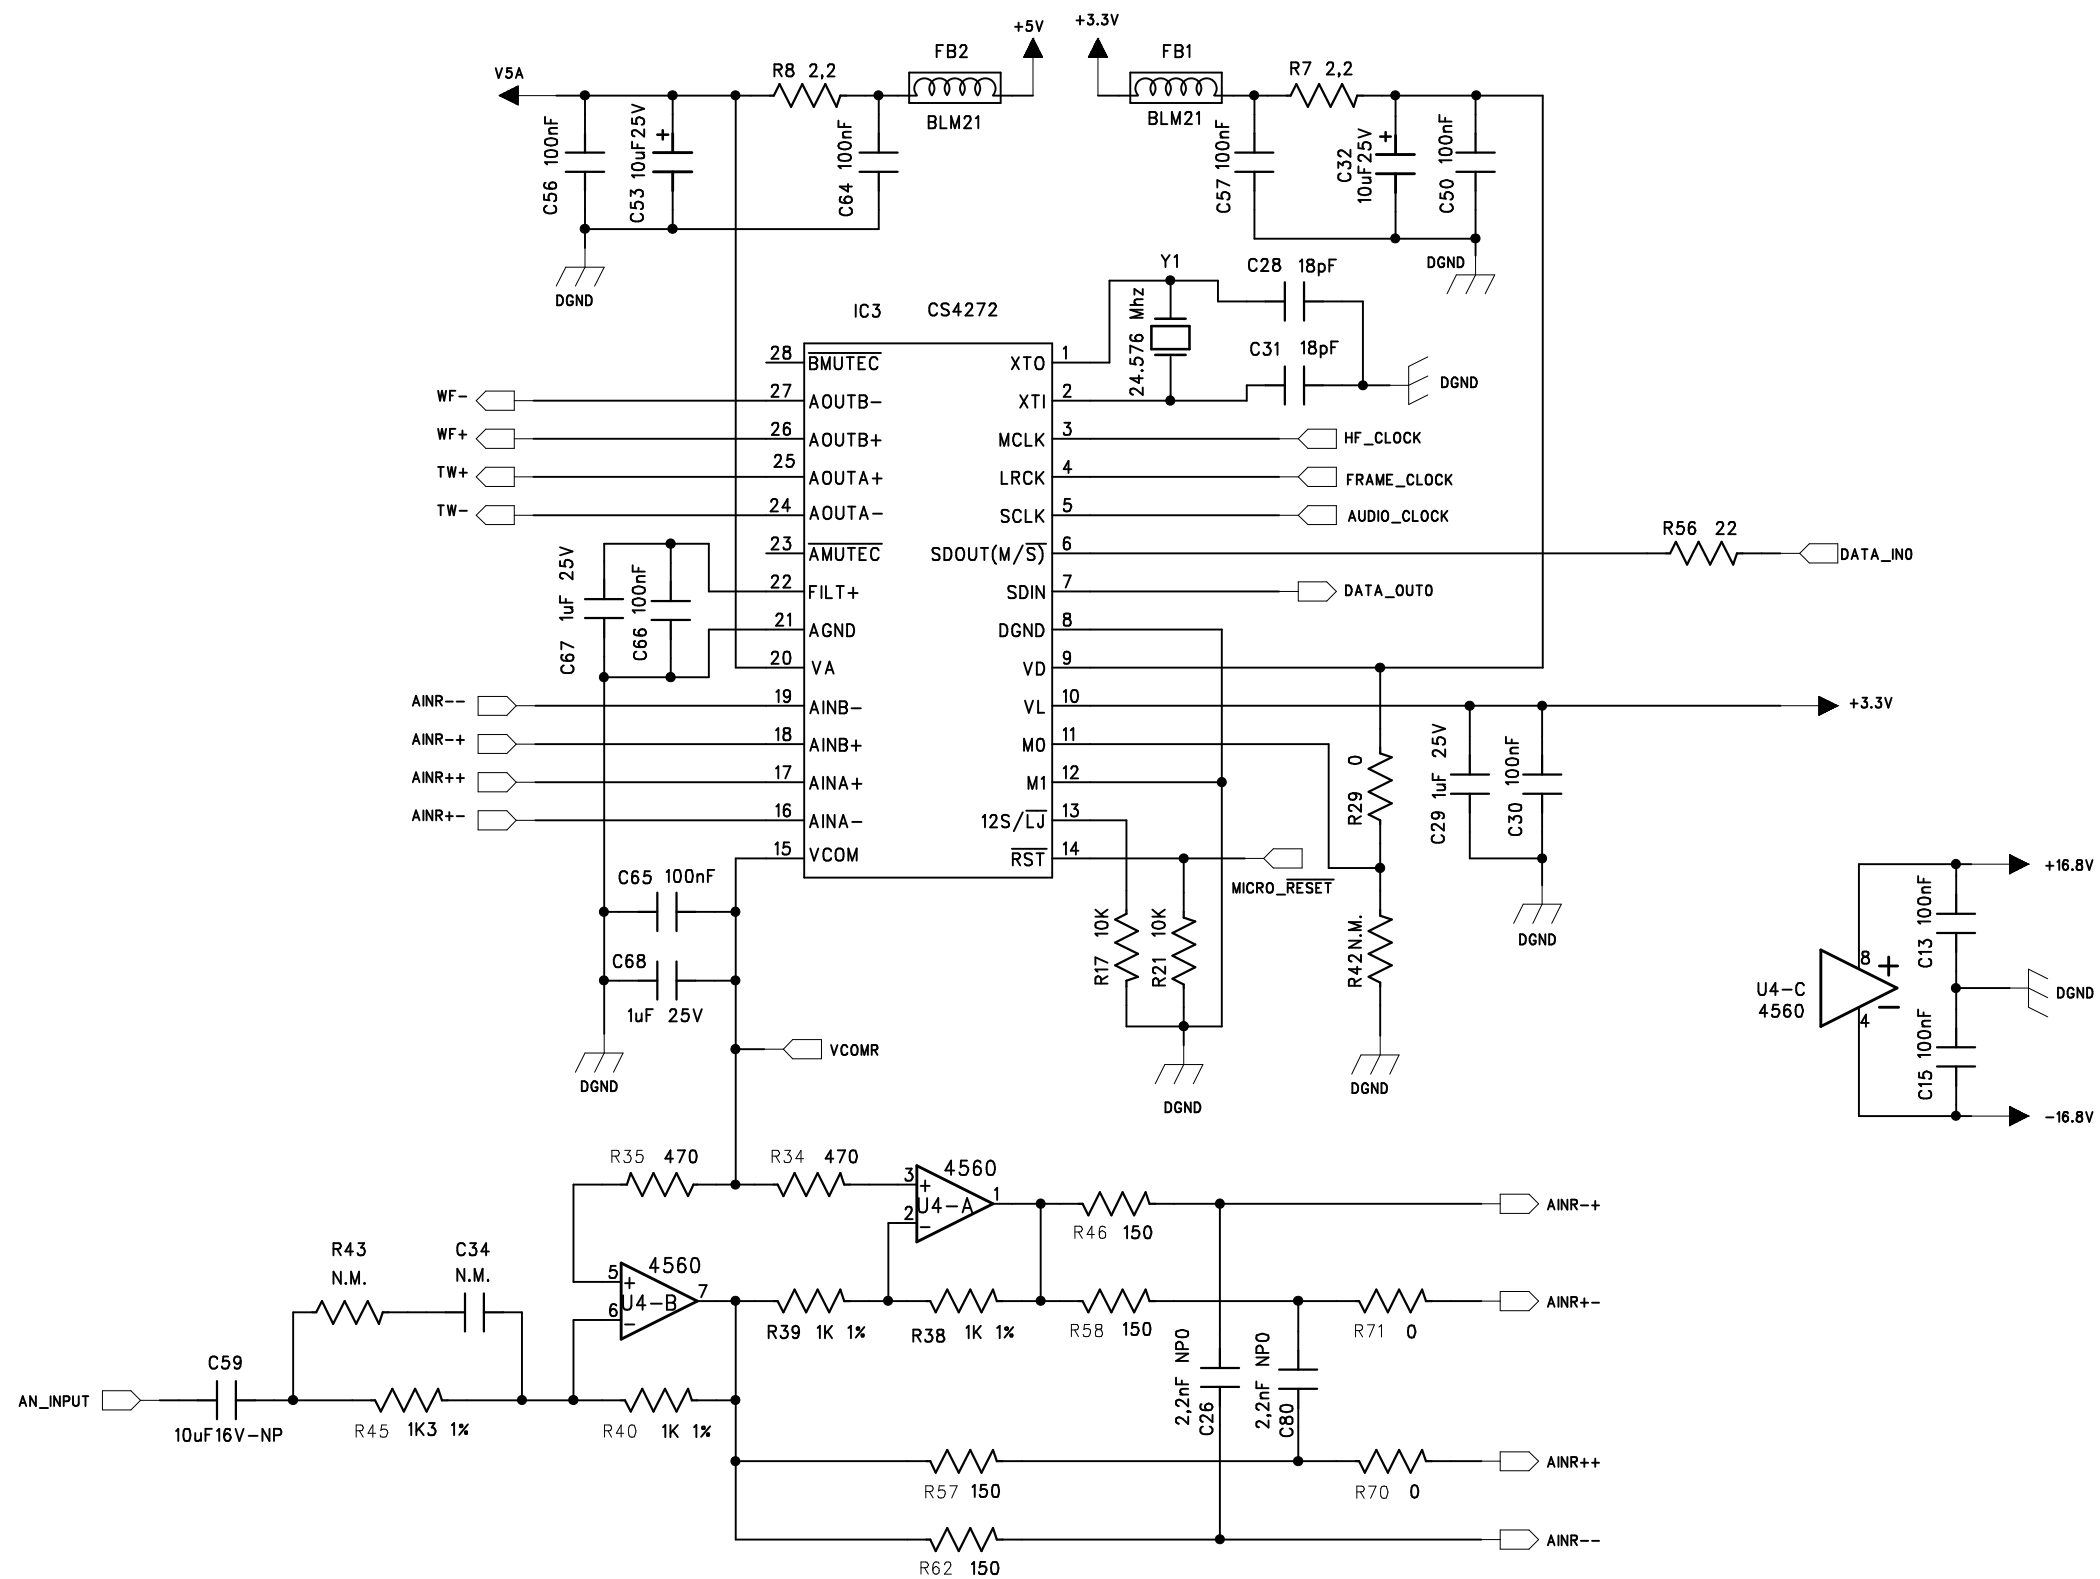 +5V
+3.3V
FB2
FB1
V5A
R8 2,2
R7 2,2
BLM21
BLM21
C56 100nF
C53 10uF25V
+
C64 100nF
C57 100nF
C32
10uF25V
+
C50 100nF
DGND
DGND
Y1
C28 18pF
24.576 Mhz
C31 18pF
DGND
IC3 CS4272
28 BMUTEC
XTO 1
WF- 27 AOUTB-
XTI 2
WF+ 26 AOUTB+
MCLK 3 HF_CLOCK
TW+ 25 AOUTA+
LRCK 4 FRAME_CLOCK
TW- 24 AOUTA-
SCLK 5 AUDIO_CLOCK
23 AMUTEC
SDOUT(M/S) 6
R56 22
DATA_IN0
22 FILT+
SDIN 7 DATA_OUT0
C67 1uF 25V
C66 100nF
21 AGND
DGND 8
20 VA
VD 9
AINR-- 19 AINB-
VL 10 +3.3V
AINR-+ 18 AINB+
M0 11
AINR++ 17 AINA+
M1 12
AINR+- 16 AINA-
12S/LJ 13
15 VCOM
RST 14
MICRO_RESET
R29 0
C29 1uF 25V
C30 100nF
DGND
C65 100nF
C68
1uF 25V
R17 10K
R21 10K
R42 N.M.
DGND
VCOMR
DGND
DGND
+16.8V
C13 100nF
8
+
U4-C
4560
-
4
DGND
C15 100nF
-16.8V
R35 470
R34 470
3
+
4560
U4-A
1
2
-
R46 150
AINR-+
R43
N.M.
C34
N.M.
5
+
4560
U4-B
7
6
-
R39 1K 1%
R38 1K 1%
R58 150
R71 0
AINR+-
C59
AN_INPUT
10uF16V-NP
R45 1K3 1%
R40 1K 1%
2,2nF NP0
C26
2,2nF NP0
C80
R57 150
R70 0
AINR++
R62 150
AINR--